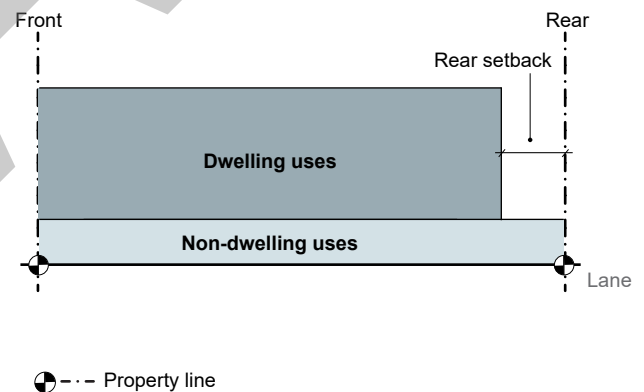 Front
Rear
Rear setback
Dwelling uses
Non-dwelling uses
Lane
Property line